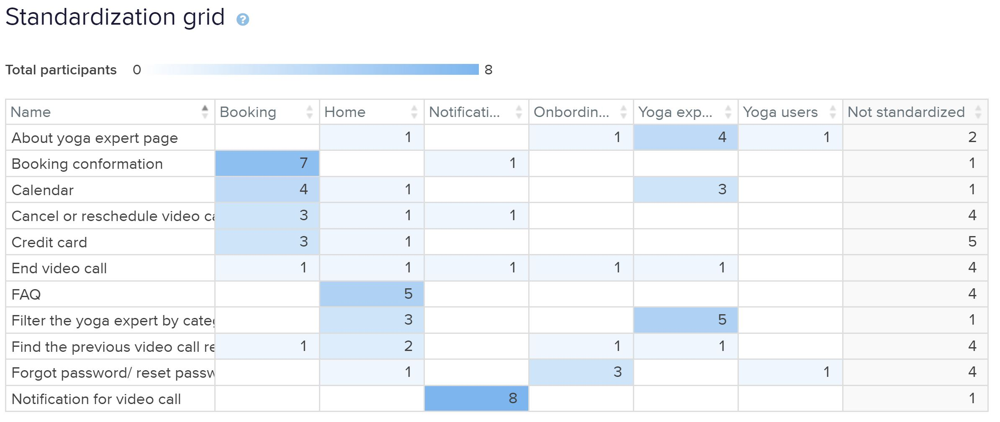 Standardization grid ?
Total participants 0 8
Name Booking Home Notificati... Onbordin... Yoga exp... Yoga users Not standardized
About yoga expert page 1 1 4 1 2
Booking conformation 7 1 1
Calendar 4 1 3 1
Cancel or reschedule video ca 3 1 1 4
Credit card 3 1 5
End video call 1 1 1 1 1 4
FAQ 5 4
Filter the yoga expert by categ 3 5 1
Find the previous video call re 1 2 1 1 4
Forgot password/ reset passw 1 3 1 4
Notification for video call 8 1